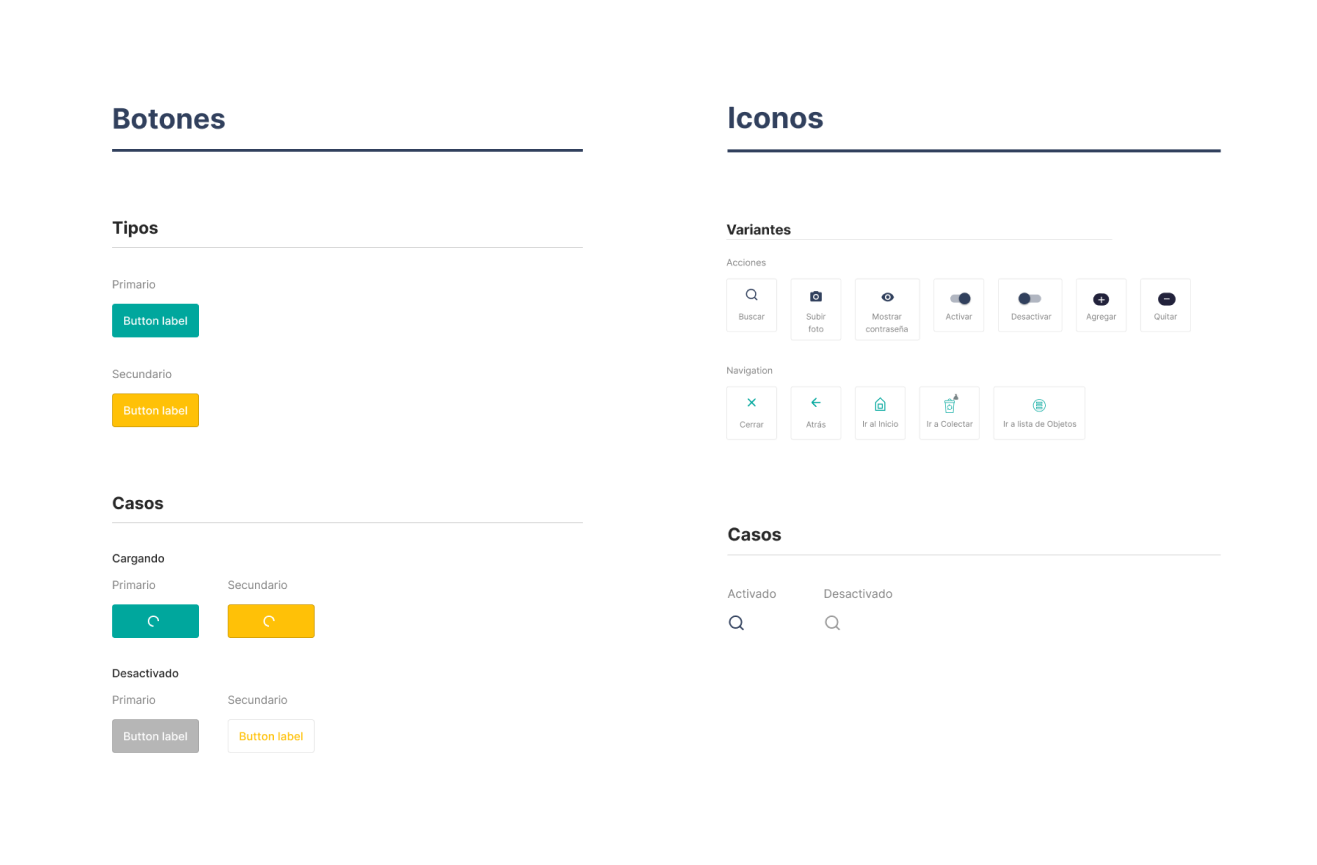 Botones
Tipos
Primario
Button label
Secundario
Button label
Casos
Cargando
Primario
Secundario
Desactivado
Primario
Secundario
Button label
Button label
Iconos
Variantes
Acciones
Buscar
Subir
foto
Mostrar
contraseña
Activar
Desactivar
Agregar
Quitar
Navigation
Cerrar
Atrás
Ir al Inicio
Ir a Colectar
Ir a lista de Objetos
Casos
Activado
Desactivado